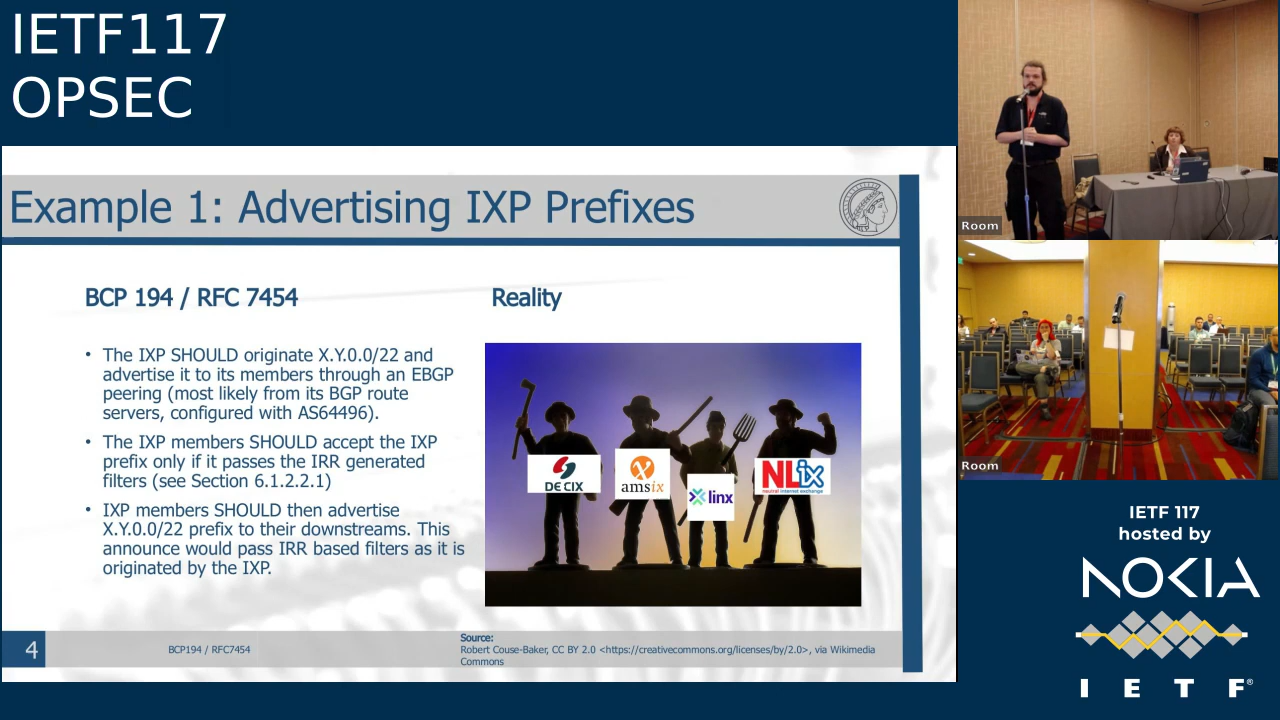 IETF117
OPSEC
Example 1: Advertising IXP Prefixes
BCP 194 / RFC 7454
• The IXP SHOULD originate X.Y.0.0/22 and
advertise it to its members through an EBGP
peering (most likely from its BGP route
servers, configured with AS64496).
• The IXP members SHOULD accept the IXP
prefix only if it passes the IRR generated
filters (see Section 6.1.2.2.1)
• IXP members SHOULD then advertise
X.Y.0.0/22 prefix to their downstreams. This
announce would pass IRR based filters as it is
originated by the IXP.
Reality
DE CIX
amsix
linx
NLix
neutral internet exchange
4
BCP194 / RFC7454
Source:
Robert Couse-Baker, CC BY 2.0 <https://creativecommons.org/licenses/by/2.0>, via Wikimedia
Commons
Room
Room
IETF 117
hosted by
NOKIA
I E T F®